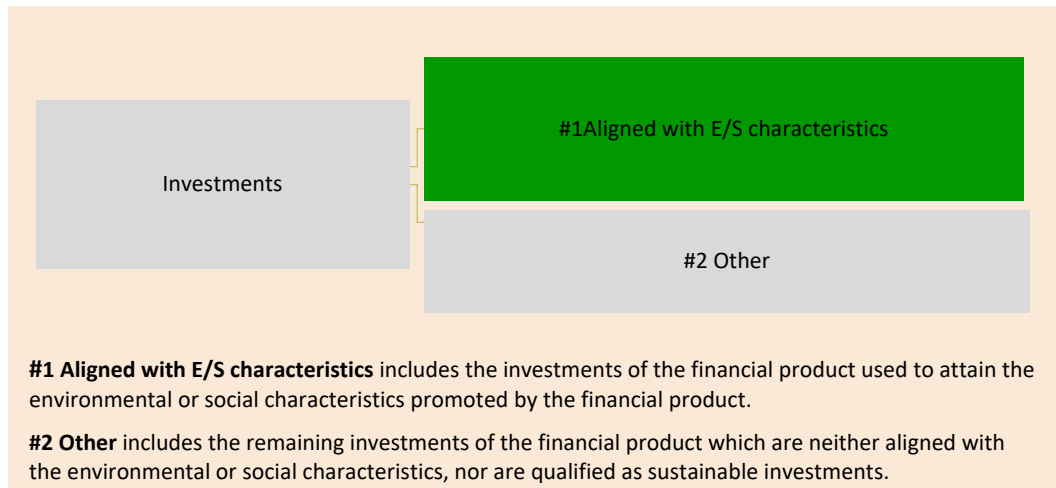 #1Aligned with E/S characteristics
Investments
#2 Other
#1 Aligned with E/S characteristics includes the investments of the financial product used to attain the
environmental or social characteristics promoted by the financial product.
#2 Other includes the remaining investments of the financial product which are neither aligned with
the environmental or social characteristics, nor are qualified as sustainable investments.